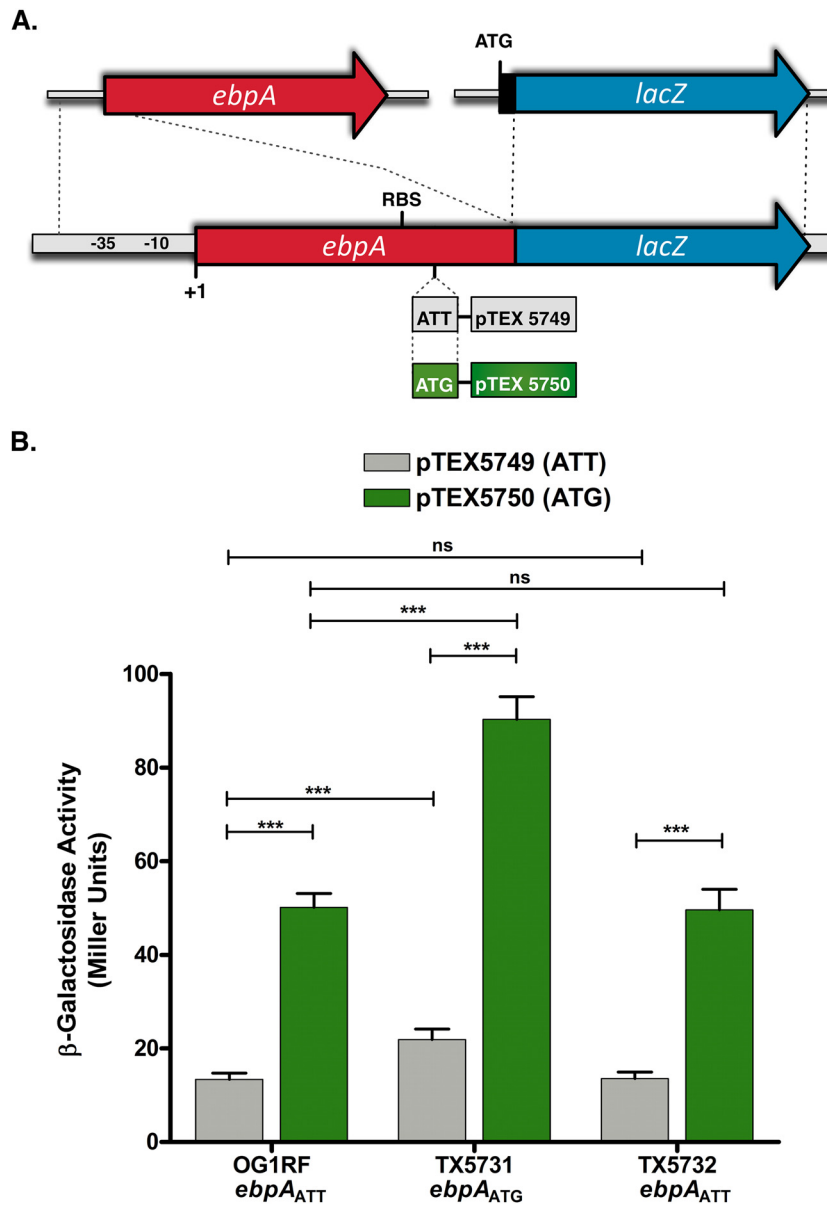 A.
ATG
ebpA
lacZ
RBS
-35 -10
ebpA
lacZ
+1
ATT
pTEX 5749
ATG
pTEX 5750
B.
pTEX5749 (ATT)
pTEX5750 (ATG)
ns
ns
***
***
***
***
***
100
80
60
40
20
0
β-Galactosidase Activity
(Miller Units)
OG1RF
ebpAATT
TX5731
ebpAATG
TX5732
ebpAATT